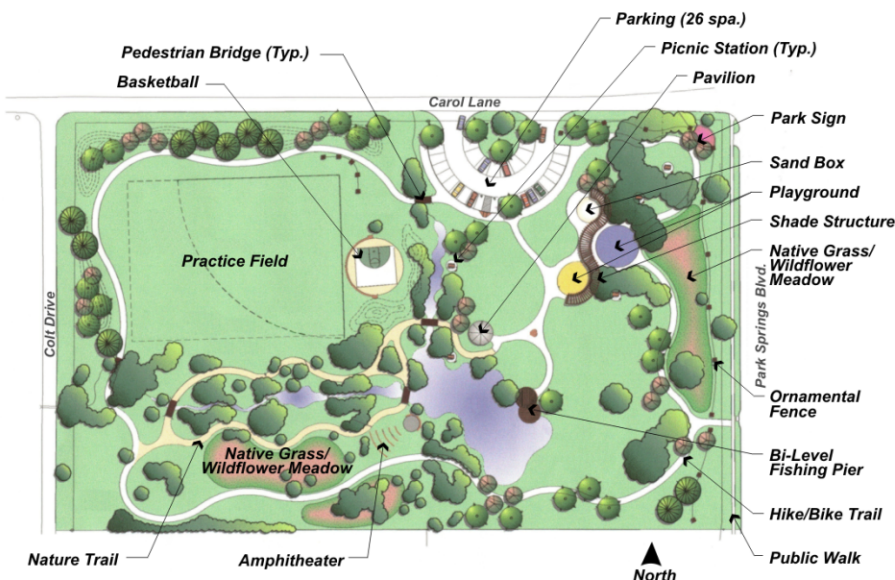 Parking (26 spa.)
Pedestrian Bridge (Typ.)
Picnic Station (Typ.)
Basketball
Pavilion
Carol Lane
Park Sign
Sand Box
Playground
Shade Structure
Native Grass/
Wildflower
Meadow
Practice Field
Colt Drive
Park Springs Blvd.
Ornamental
Fence
Native Grass/
Wildflower Meadow
Bi-Level
Fishing Pier
Hike/Bike Trail
Nature Trail
Amphitheater
Public Walk
North